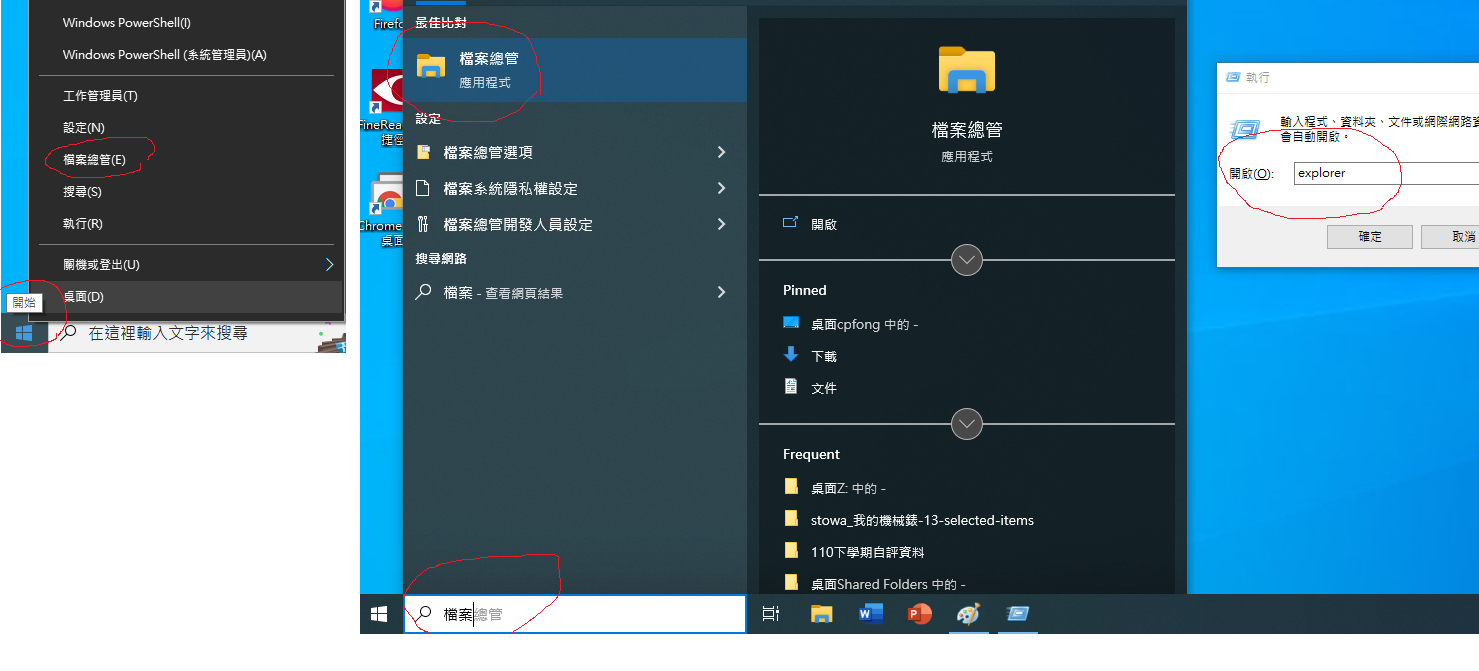 Windows PowerShell(I)
Windows PowerShell (系統管理員)(A)
工作管理員(T)
設定(N)
檔案總管(E)
搜尋(S)
執行(R)
關機或登出(U)
桌面(D)
開始
在這裡輸入文字來搜尋
Firefo
FineRea
捷徑
Chrome
桌面
最佳比對
檔案總管
應用程式
設定
檔案總管選項
檔案系統隱私權設定
檔案總管開發人員設定
搜尋網路
檔案 - 查看網頁結果
檔案總管
檔案總管
應用程式
開啟
Pinned
桌面cpfong 中的 -
下載
文件
Frequent
桌面Z: 中的 -
stowa_我的機械錶-13-selected-items
110下學期自評資料
桌面Shared Folders 中的 -
執行
輸入程式、資料夾、文件或網際網路資
會自動開啟。
開啟(O):
explorer
確定
取消